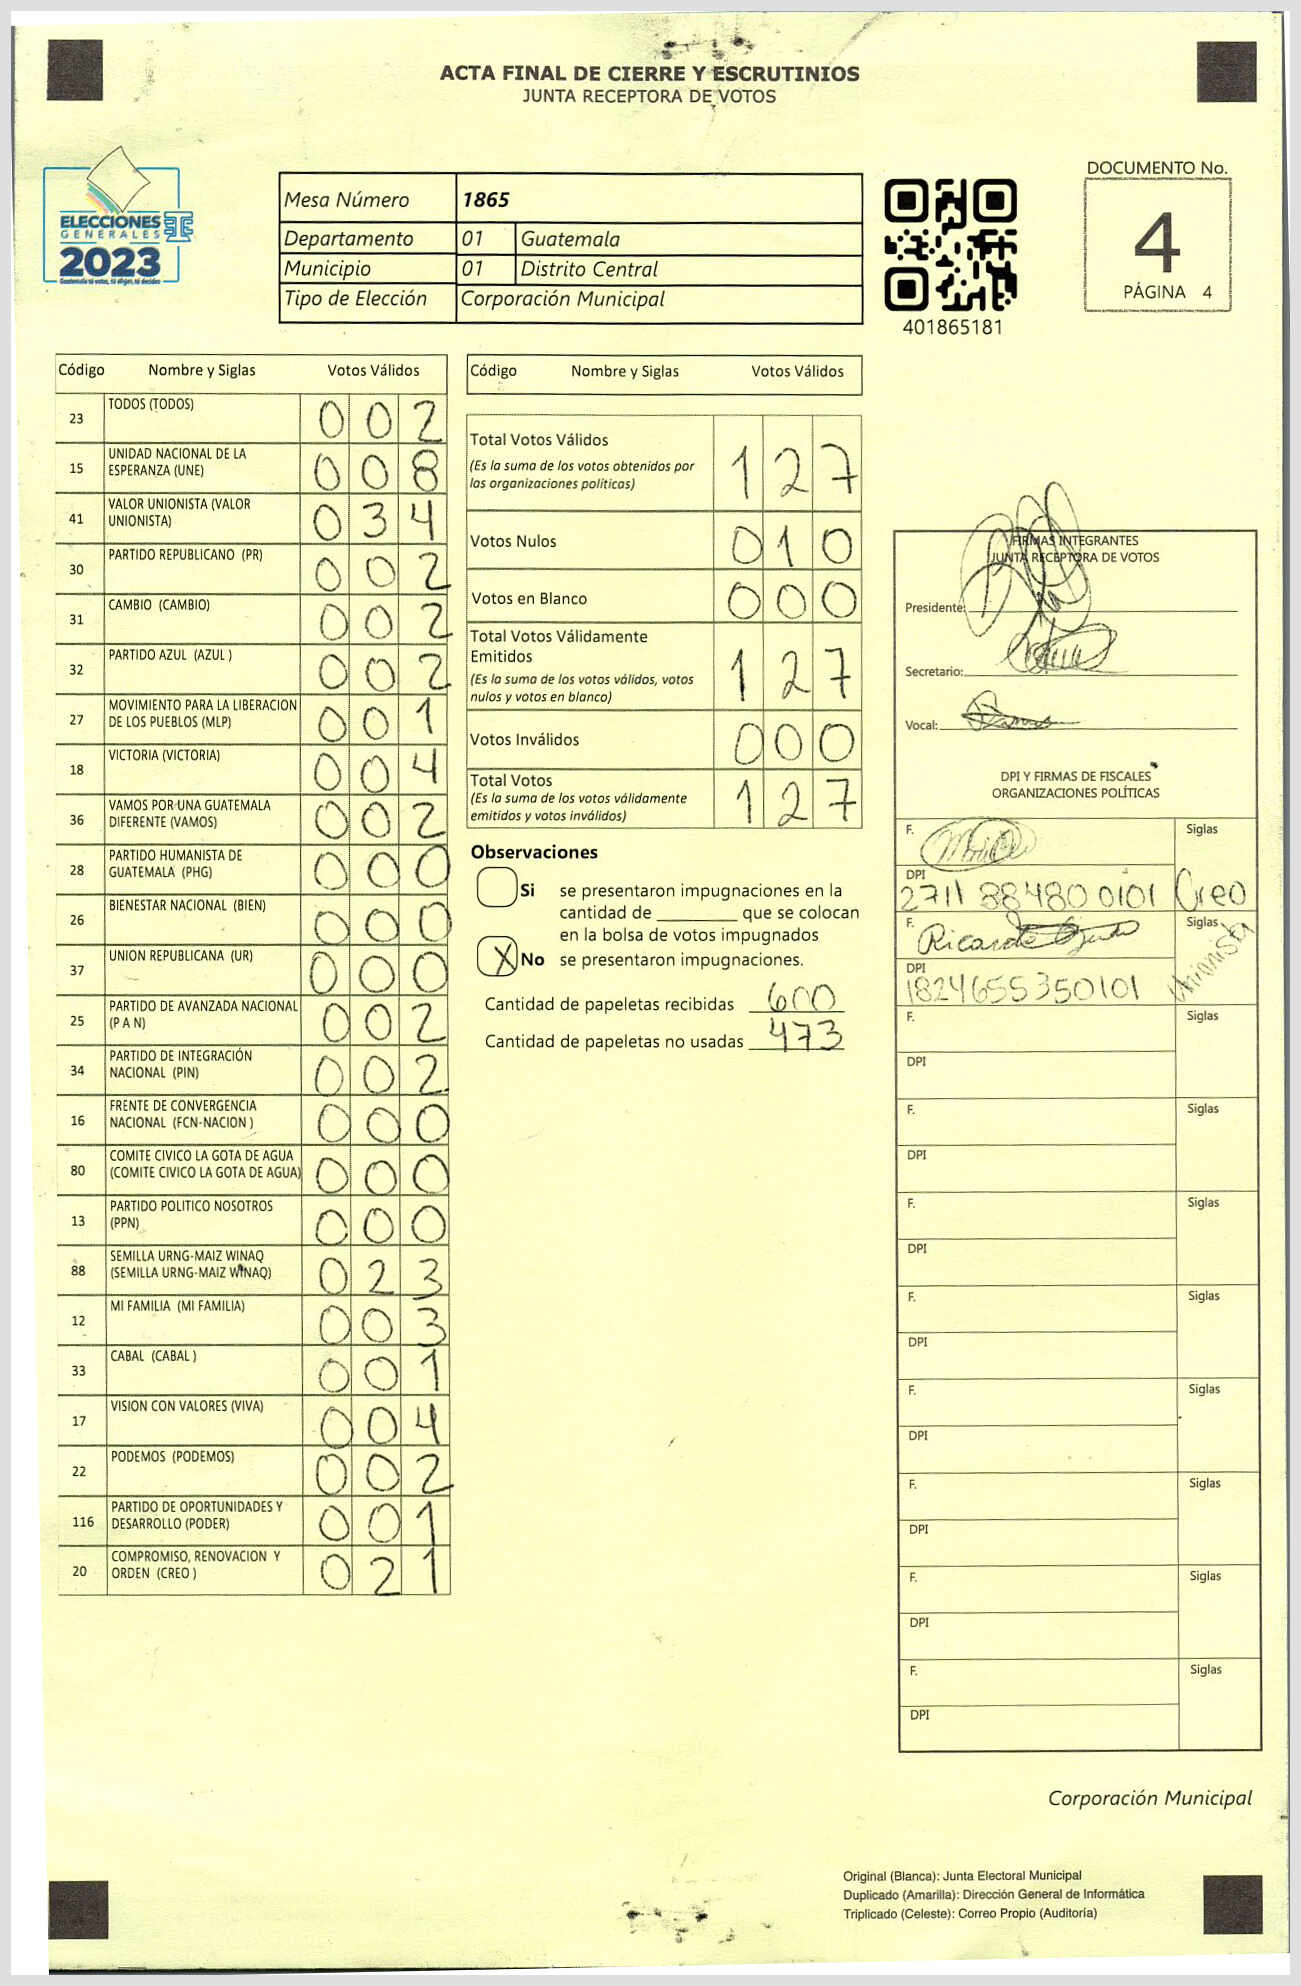 ACTA FINAL DE CIERRE Y ESCRUTINIOS
JUNTA RECEPTORA DE VOTOS
ELECCIONES
GENERALES
2023
Mesa Número 1865
Departamento 01 Guatemala
Municipio 01 Distrito Central
Tipo de Elección Corporación Municipal
401865181
DOCUMENTO No.
4
PÁGINA 4
Código Nombre y Siglas Votos Válidos
23 TODOS (TODOS) 0 0 2
15 UNIDAD NACIONAL DE LA
ESPERANZA (UNE) 0 0 8
41 VALOR UNIONISTA (VALOR
UNIONISTA) 0 3 4
30 PARTIDO REPUBLICANO (PR) 0 0 2
31 CAMBIO (CAMBIO) 0 0 2
32 PARTIDO AZUL (AZUL ) 0 0 2
27 MOVIMIENTO PARA LA LIBERACION
DE LOS PUEBLOS (MLP) 0 0 1
18 VICTORIA (VICTORIA) 0 0 4
36 VAMOS POR UNA GUATEMALA
DIFERENTE (VAMOS) 0 0 2
28 PARTIDO HUMANISTA DE
GUATEMALA (PHG) 0 0 0
26 BIENESTAR NACIONAL (BIEN) 0 0 0
37 UNION REPUBLICANA (UR) 0 0 0
25 PARTIDO DE AVANZADA NACIONAL
(P A N) 0 0 2
34 PARTIDO DE INTEGRACIÓN
NACIONAL (PIN) 0 0 2
16 FRENTE DE CONVERGENCIA
NACIONAL (FCN-NACION ) 0 0 0
80 COMITE CIVICO LA GOTA DE AGUA
(COMITE CIVICO LA GOTA DE AGUA) 0 0 0
13 PARTIDO POLITICO NOSOTROS
(PPN) 0 0 0
88 SEMILLA URNG-MAIZ WINAQ
(SEMILLA URNG-MAIZ WINAQ) 0 2 3
12 MI FAMILIA (MI FAMILIA) 0 0 3
33 CABAL (CABAL ) 0 0 1
17 VISION CON VALORES (VIVA) 0 0 4
22 PODEMOS (PODEMOS) 0 0 2
116 PARTIDO DE OPORTUNIDADES Y
DESARROLLO (PODER) 0 0 1
20 COMPROMISO, RENOVACION Y
ORDEN (CREO ) 0 2 1
Código Nombre y Siglas Votos Válidos
Total Votos Válidos
(Es la suma de los votos obtenidos por
las organizaciones políticas) 1 2 7
Votos Nulos 0 1 0
Votos en Blanco 0 0 0
Total Votos Válidamente
Emitidos
(Es la suma de los votos válidos, votos
nulos y votos en blanco) 1 2 7
Votos Inválidos 0 0 0
Total Votos
(Es la suma de los votos válidamente
emitidos y votos inválidos) 1 2 7
Observaciones
Si se presentaron impugnaciones en la
cantidad de ________ que se colocan
en la bolsa de votos impugnados
X No se presentaron impugnaciones.
Cantidad de papeletas recibidas 600
Cantidad de papeletas no usadas 473
FIRMAS INTEGRANTES
JUNTA RECEPTORA DE VOTOS
Presidente:
Secretario:
Vocal:
DPI Y FIRMAS DE FISCALES
ORGANIZACIONES POLÍTICAS
F. Siglas
DPI
2711 88480 0101 Creo
F. Ricardo Siglas
DPI Unionista
1824655350101
F. Siglas
DPI
F. Siglas
DPI
F. Siglas
DPI
F. Siglas
DPI
F. Siglas
DPI
F. Siglas
DPI
F. Siglas
DPI
F. Siglas
DPI
Corporación Municipal
Original (Blanca): Junta Electoral Municipal
Duplicado (Amarilla): Dirección General de Informática
Triplicado (Celeste): Correo Propio (Auditoría)